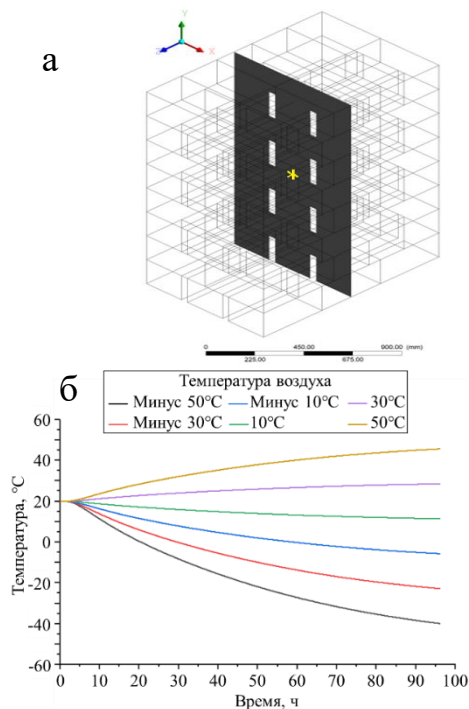 а
Y
Z
X
0
450.00
900.00 (mm)
225.00
675.00
б
Температура воздуха
Минус 50°C
Минус 10°C
30°C
Минус 30°C
10°C
50°C
Температура, °C
60
40
20
0
-20
-40
-60
0 10 20 30 40 50 60 70 80 90 100
Время, ч